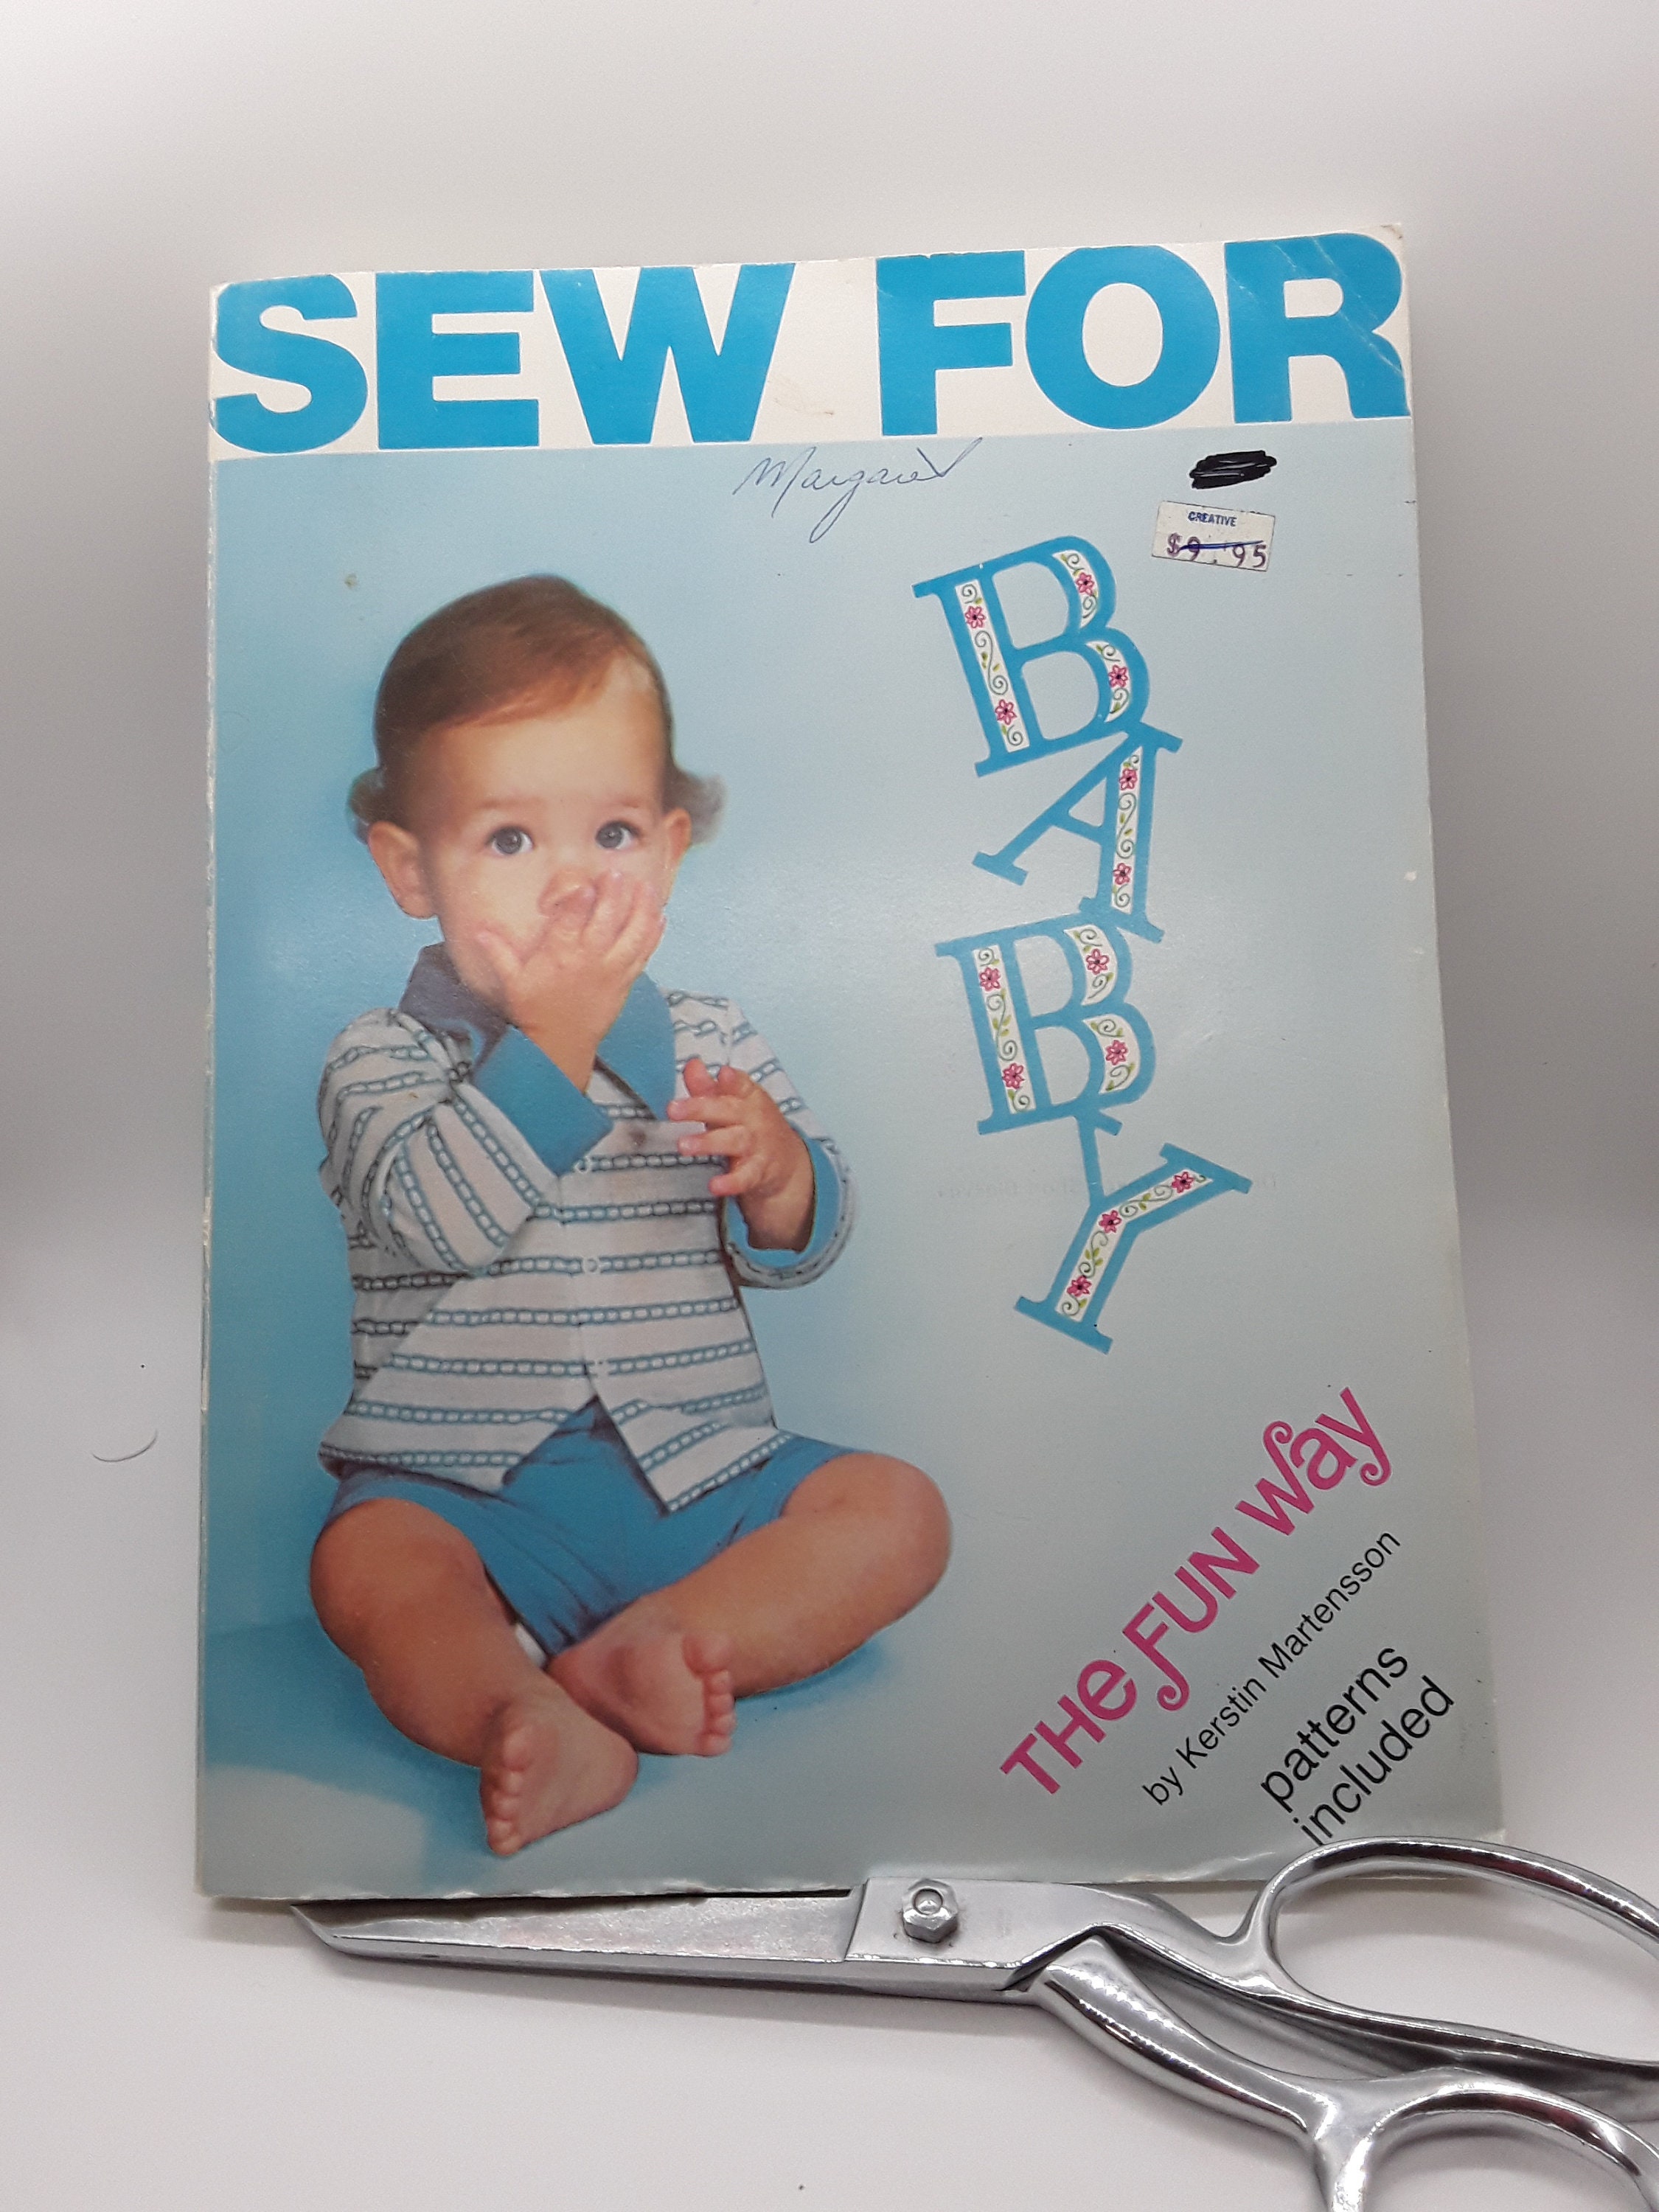 SEW FOR
Margaret
CREATIVE
$9.95
BABY
THE FUN WAY
by Kerstin Martensson
patterns
included